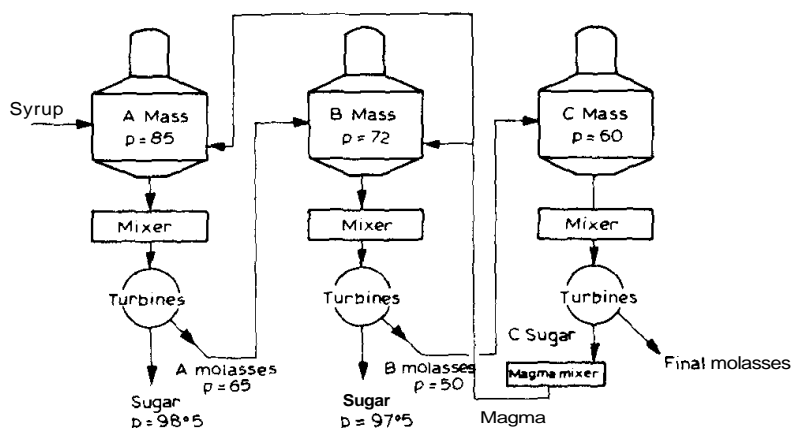 Syrup
A Mass
p = 85
B Mass
p = 72
C Mass
p = 60
Mixer
Mixer
Mixer
Turbines
Turbines
Turbines
A molasses
p = 65
B molasses
p = 50
C Sugar
Magma mixer
Final molasses
Sugar
p = 98°5
Sugar
p = 97°5
Magma